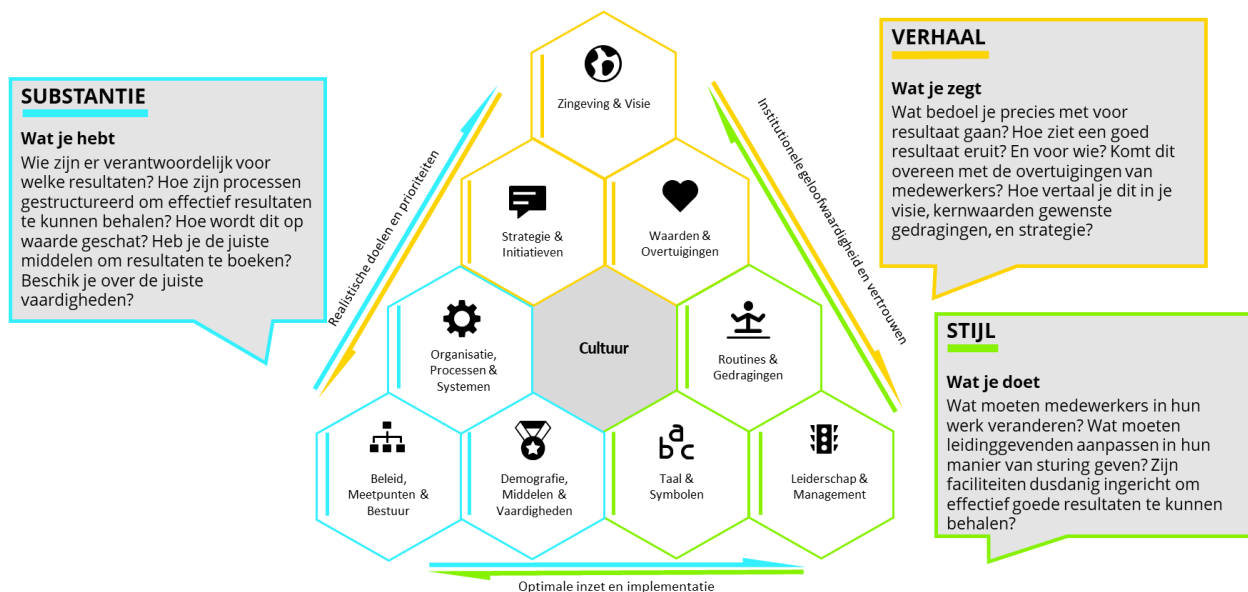 SUBSTANTIE
Wat je hebt
Wie zijn er verantwoordelijk voor
welke resultaten? Hoe zijn processen
gestructureerd om effectief resultaten
te kunnen behalen? Hoe wordt dit op
waarde geschat? Heb je de juiste
middelen om resultaten te boeken?
Beschik je over de juiste
vaardigheden?
Realistische doelen en prioriteiten
Zingeving & Visie
Strategie &
Initiatieven
Waarden &
Overtuigingen
Organisatie,
Processen &
Systemen
Cultuur
Routines &
Gedragingen
Beleid,
Meetpunten &
Bestuur
Demografie,
Middelen &
Vaardigheden
a
b c
Taal &
Symbolen
Leiderschap &
Management
Optimale inzet en implementatie
Institutionele geloofwaardigheid en vertrouwen
VERHAAL
Wat je zegt
Wat bedoel je precies met voor
resultaat gaan? Hoe ziet een goed
resultaat eruit? En voor wie? Komt dit
overeen met de overtuigingen van
medewerkers? Hoe vertaal je dit in je
visie, kernwaarden gewenste
gedragingen, en strategie?
STIJL
Wat je doet
Wat moeten medewerkers in hun
werk veranderen? Wat moeten
leidinggevenden aanpassen in hun
manier van sturing geven? Zijn
faciliteiten dusdanig ingericht om
effectief goede resultaten te kunnen
behalen?